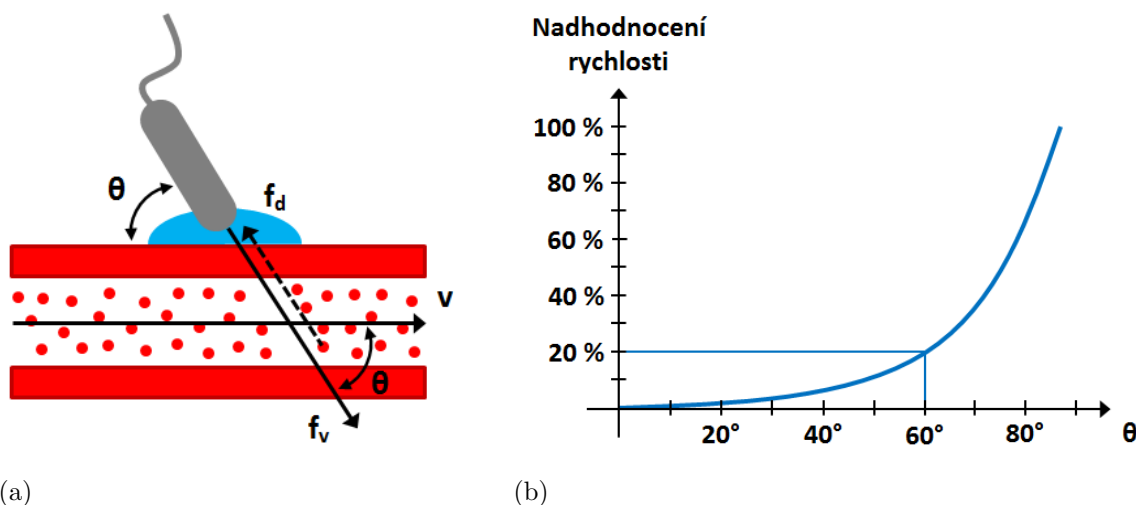 θ
f_d
v
θ
f_v
(a)
Nadhodnocení
rychlosti
100 %
80 %
60 %
40 %
20 %
20° 40° 60° 80° θ
(b)